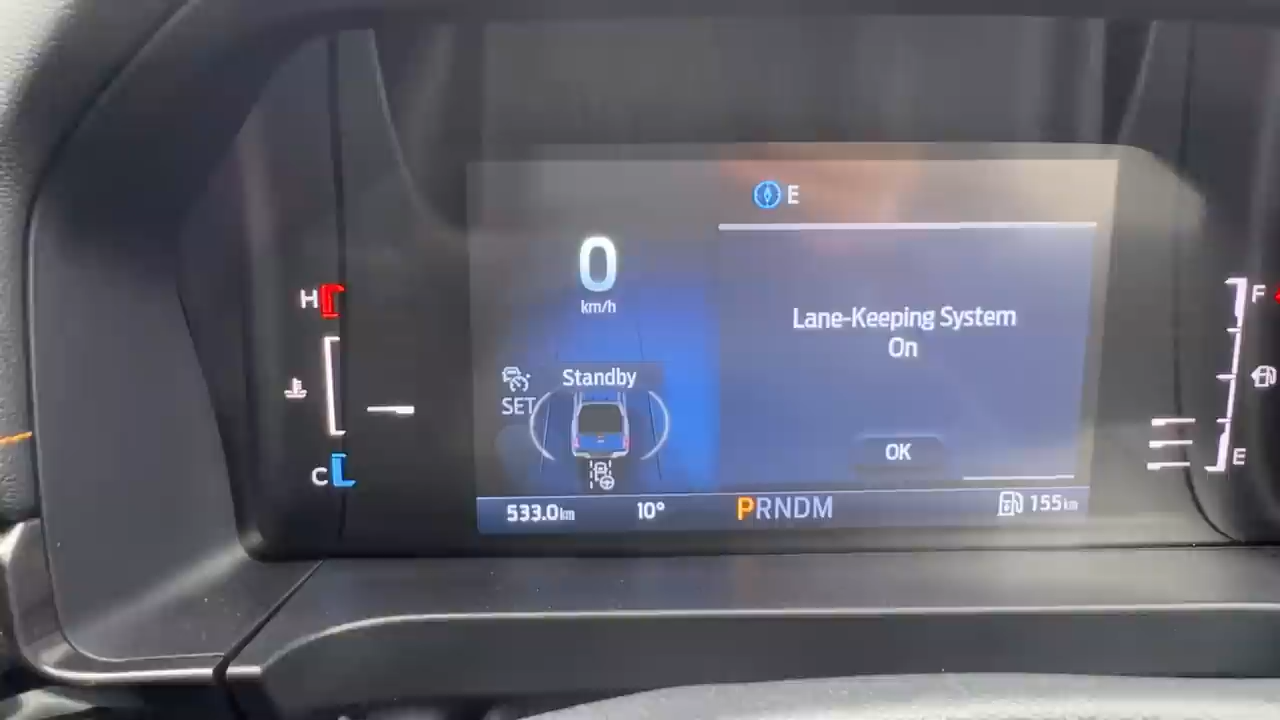 E
0
km/h
Lane-Keeping System
On
H
F
Standby
SET
OK
E
C
533.0km
10°
PRNDM
155km